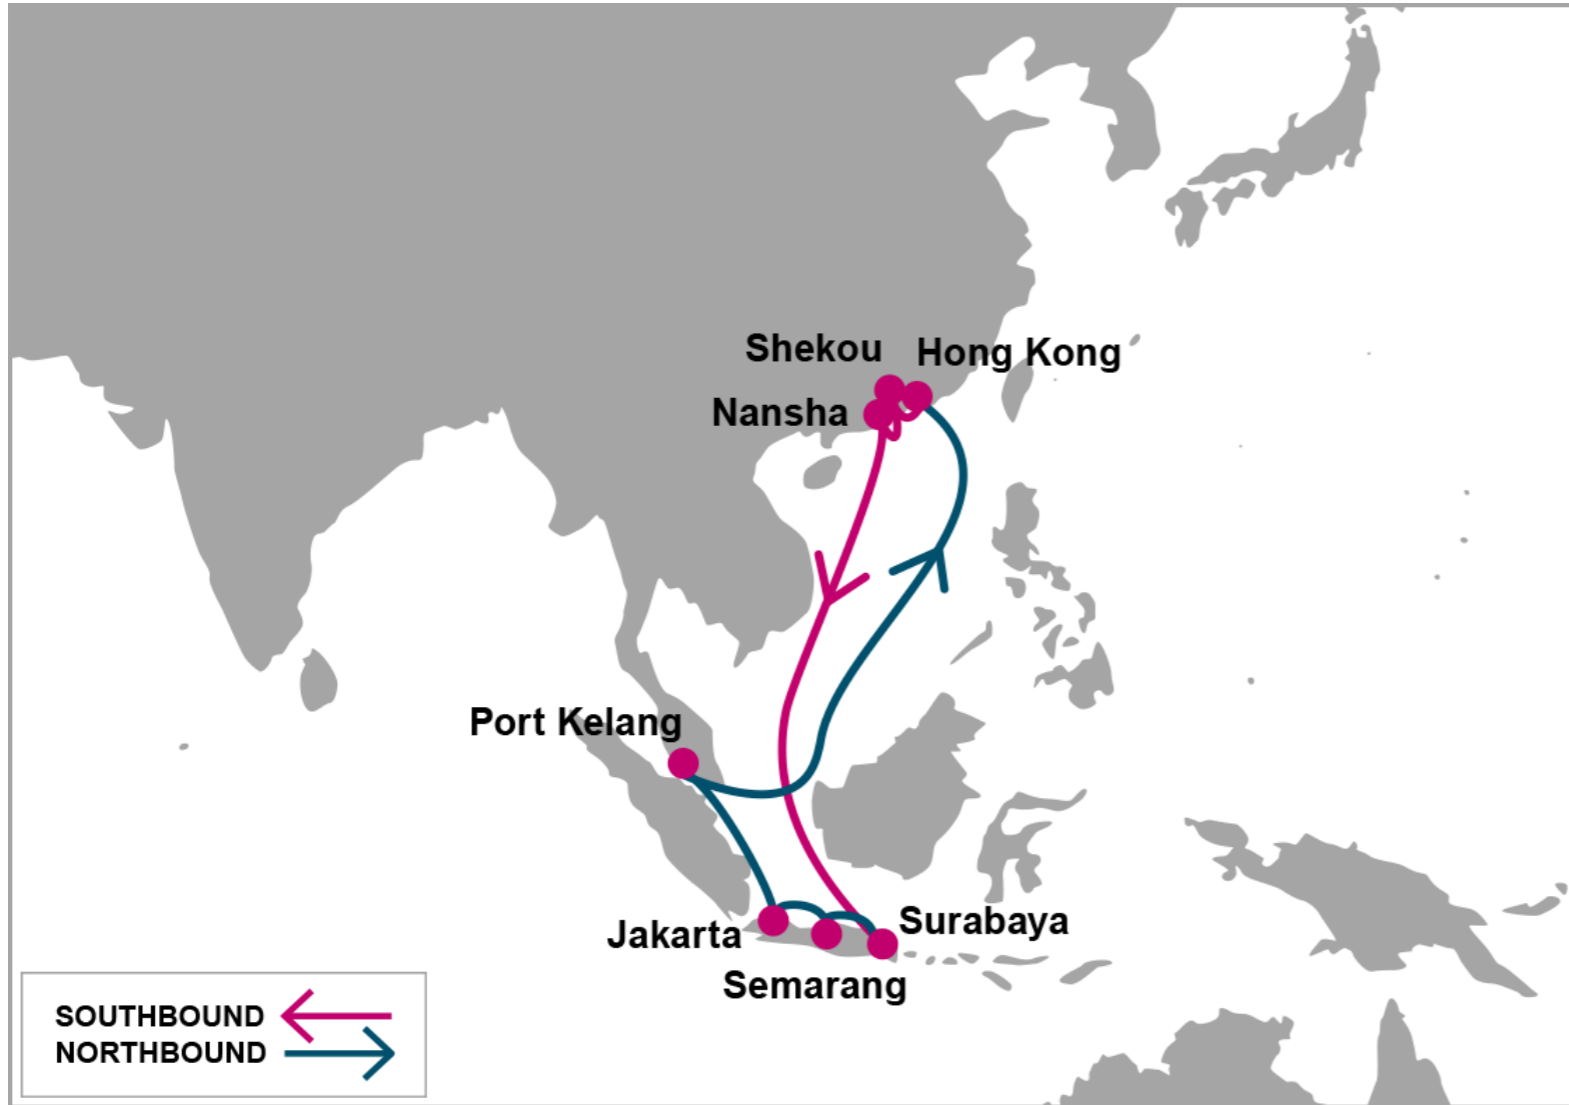 Shekou
Hong Kong
Nansha
Port Kelang
Jakarta
Surabaya
Semarang
SOUTHBOUND
NORTHBOUND